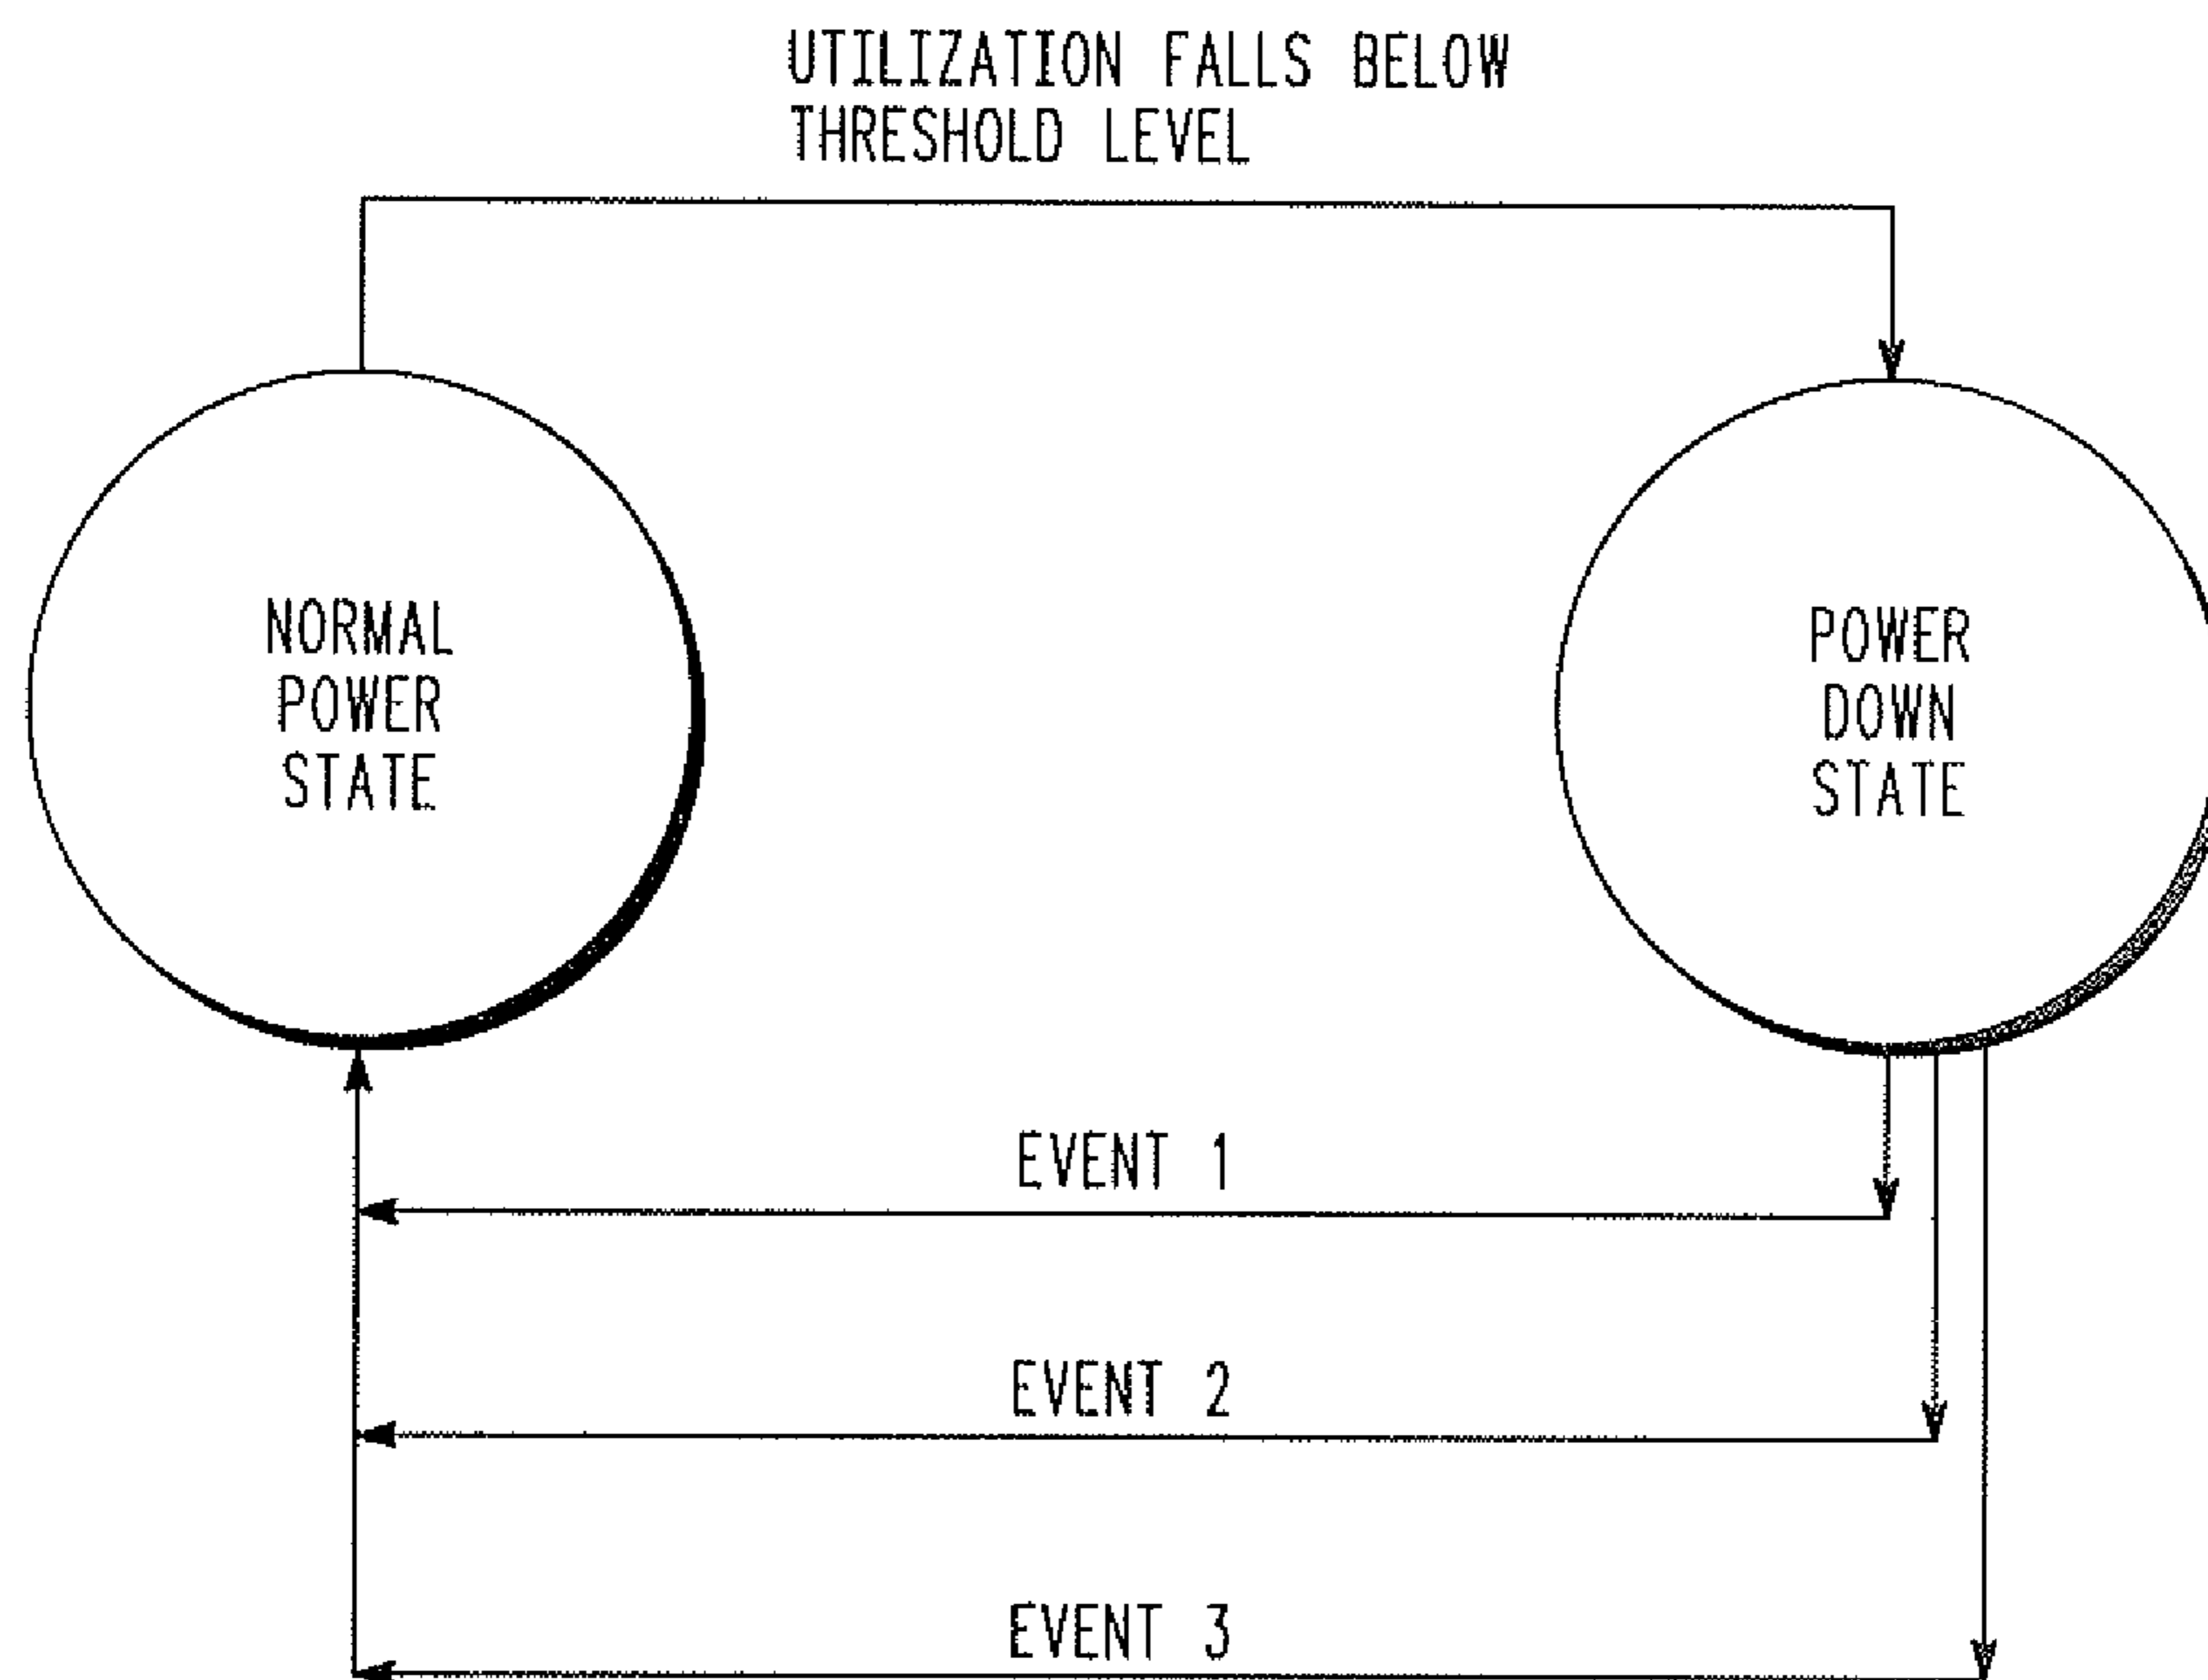 UTILIZATION FALLS BELOW
THRESHOLD LEVEL
NORMAL
POWER
STATE
POWER
DOWN
STATE
EVENT 1
EVENT 2
EVENT 3